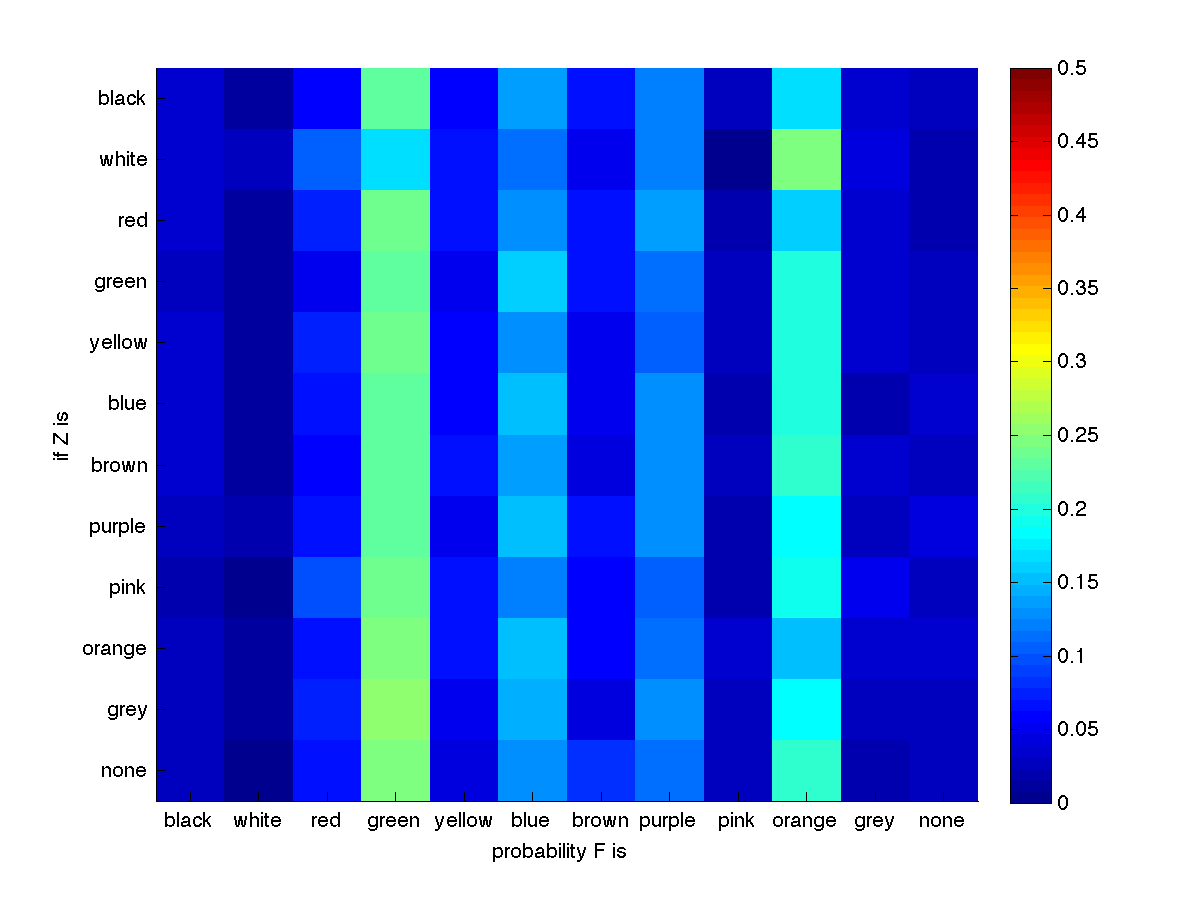 black
white
red
green
yellow
blue
brown
purple
pink
orange
grey
none
if Z is
black white red green yellow blue brown purple pink orange grey none
probability F is
0.5
0.45
0.4
0.35
0.3
0.25
0.2
0.15
0.1
0.05
0